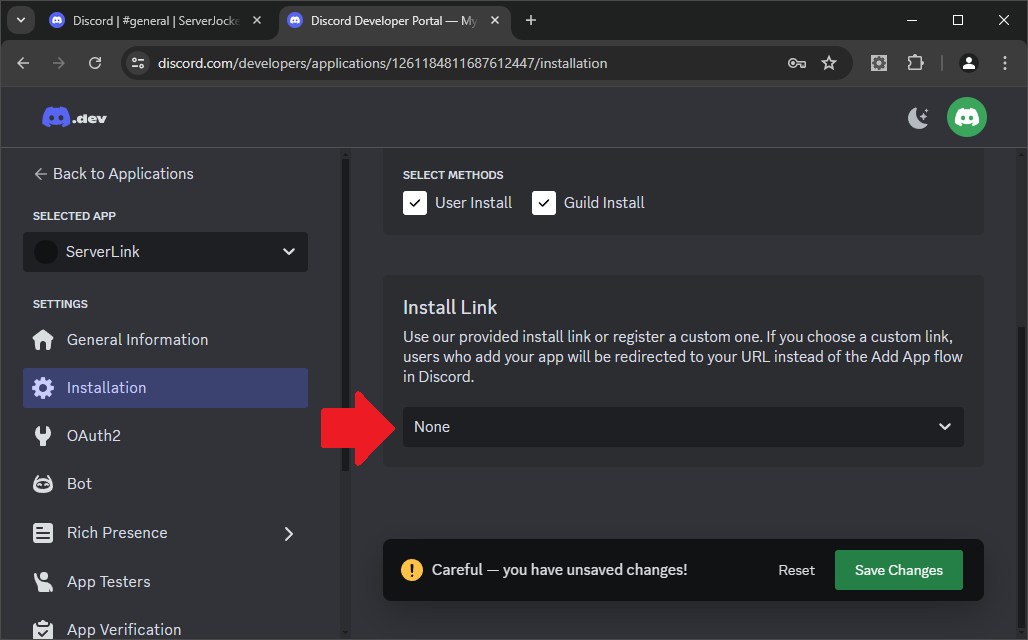 Discord | #general | ServerJocke
Discord Developer Portal — My
discord.com/developers/applications/1261184811687612447/installation
.dev
Back to Applications
SELECTED APP
ServerLink
SETTINGS
General Information
Installation
OAuth2
Bot
Rich Presence
App Testers
App Verification
SELECT METHODS
User Install
Guild Install
Install Link
Use our provided install link or register a custom one. If you choose a custom link,
users who add your app will be redirected to your URL instead of the Add App flow
in Discord.
None
Careful — you have unsaved changes!
Reset
Save Changes